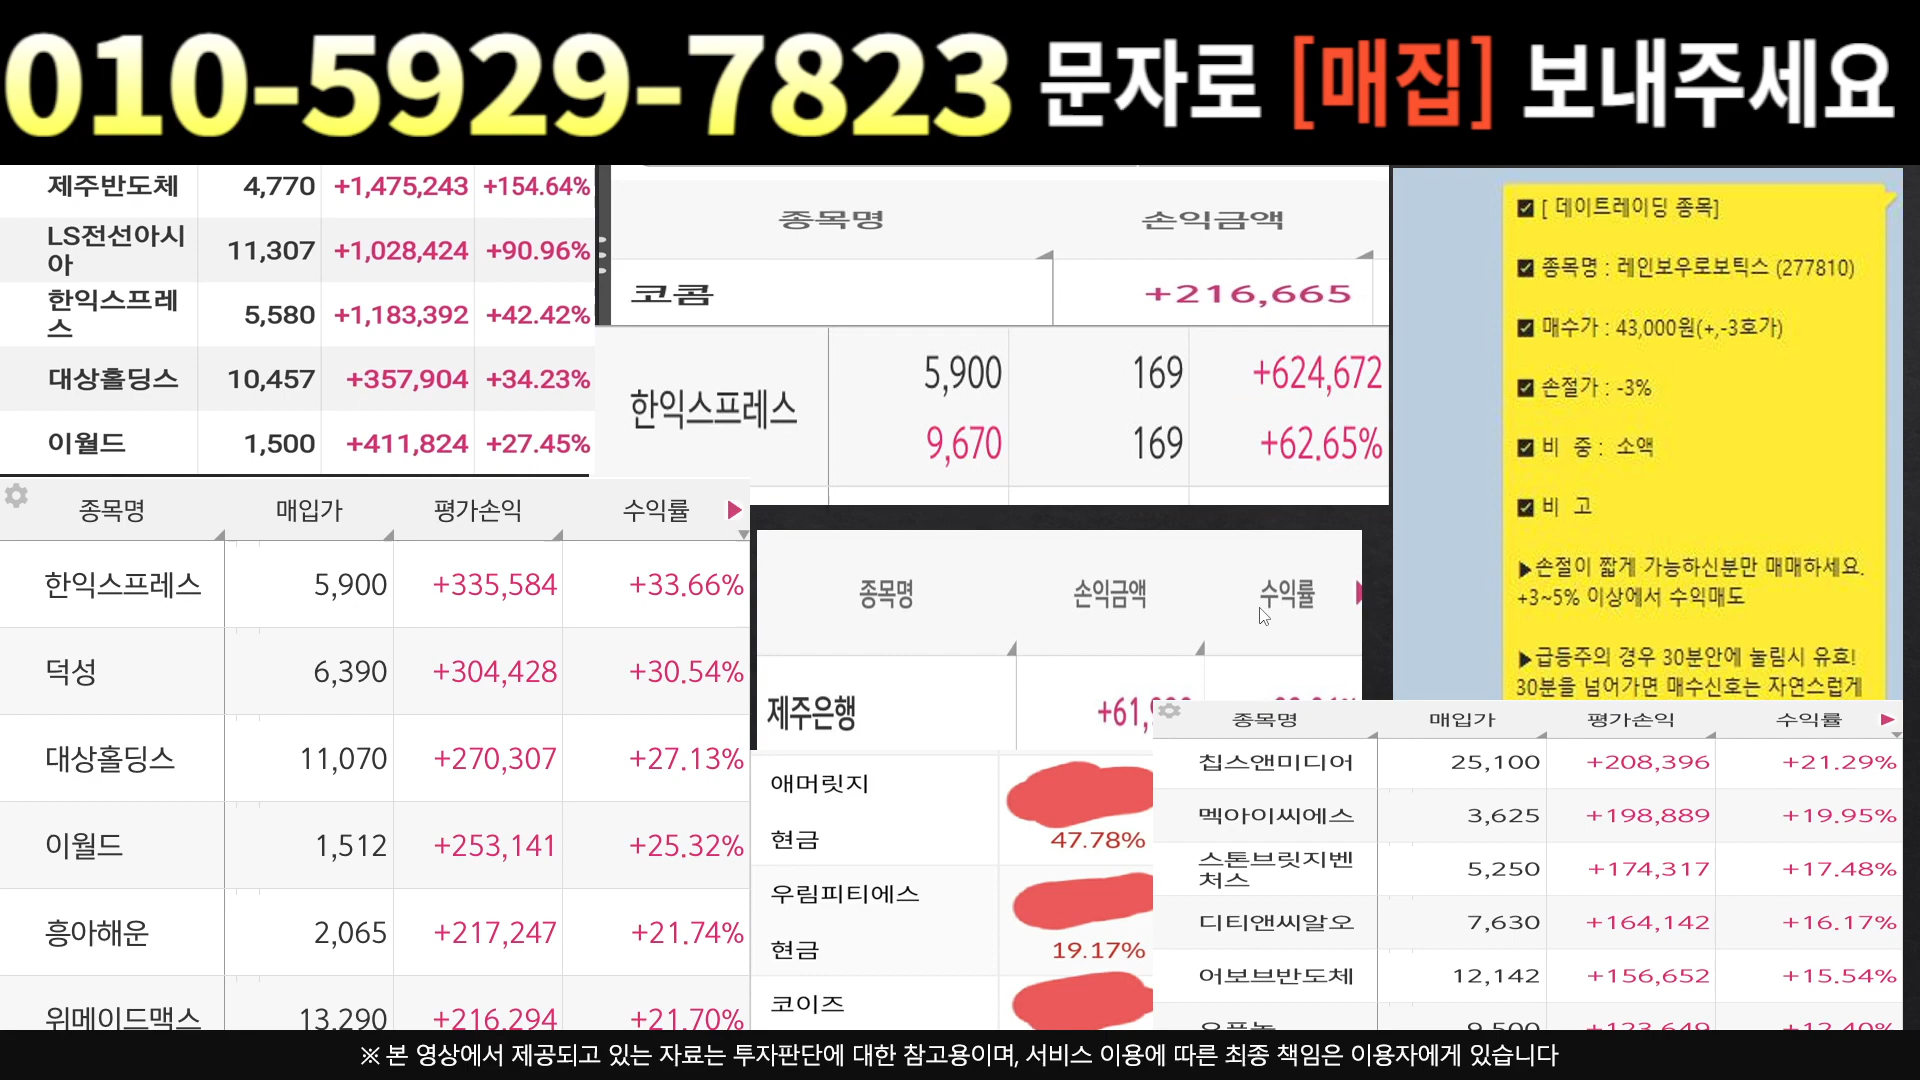 010-5929-7823 문자로 [매집] 보내주세요
제주반도체 4,770 +1,475,243 +154.64%
LS전선아시아 11,307 +1,028,424 +90.96%
한익스프레스 5,580 +1,183,392 +42.42%
대상홀딩스 10,457 +357,904 +34.23%
이월드 1,500 +411,824 +27.45%
종목명 손익금액
코콤 +216,665
한익스프레스 5,900 169 +624,672
9,670 169 +62.65%
☑ [ 데이트레이딩 종목]
☑ 종목명 : 레인보우로보틱스 (277810)
☑ 매수가 : 43,000원(+,-3호가)
☑ 손절가 : -3%
☑ 비 중 : 소액
☑ 비 고
▶손절이 짧게 가능하신분만 매매하세요.
+3~5% 이상에서 수익매도
▶급등주의 경우 30분안에 눌림시 유효!
30분을 넘어가면 매수신호는 자연스럽게
종목명 매입가 평가손익 수익률
한익스프레스 5,900 +335,584 +33.66%
덕성 6,390 +304,428 +30.54%
대상홀딩스 11,070 +270,307 +27.13%
이월드 1,512 +253,141 +25.32%
흥아해운 2,065 +217,247 +21.74%
위메이드맥스 13,290 +216,294 +21.70%
종목명 손익금액 수익률
제주은행 +61,
애머릿지
현금 47.78%
우림피티에스
현금 19.17%
코이즈
종목명 매입가 평가손익 수익률
칩스앤미디어 25,100 +208,396 +21.29%
멕아이씨에스 3,625 +198,889 +19.95%
스톤브릿지벤처스 5,250 +174,317 +17.48%
디티앤씨알오 7,630 +164,142 +16.17%
어보브반도체 12,142 +156,652 +15.54%
※ 본 영상에서 제공되고 있는 자료는 투자판단에 대한 참고용이며, 서비스 이용에 따른 최종 책임은 이용자에게 있습니다